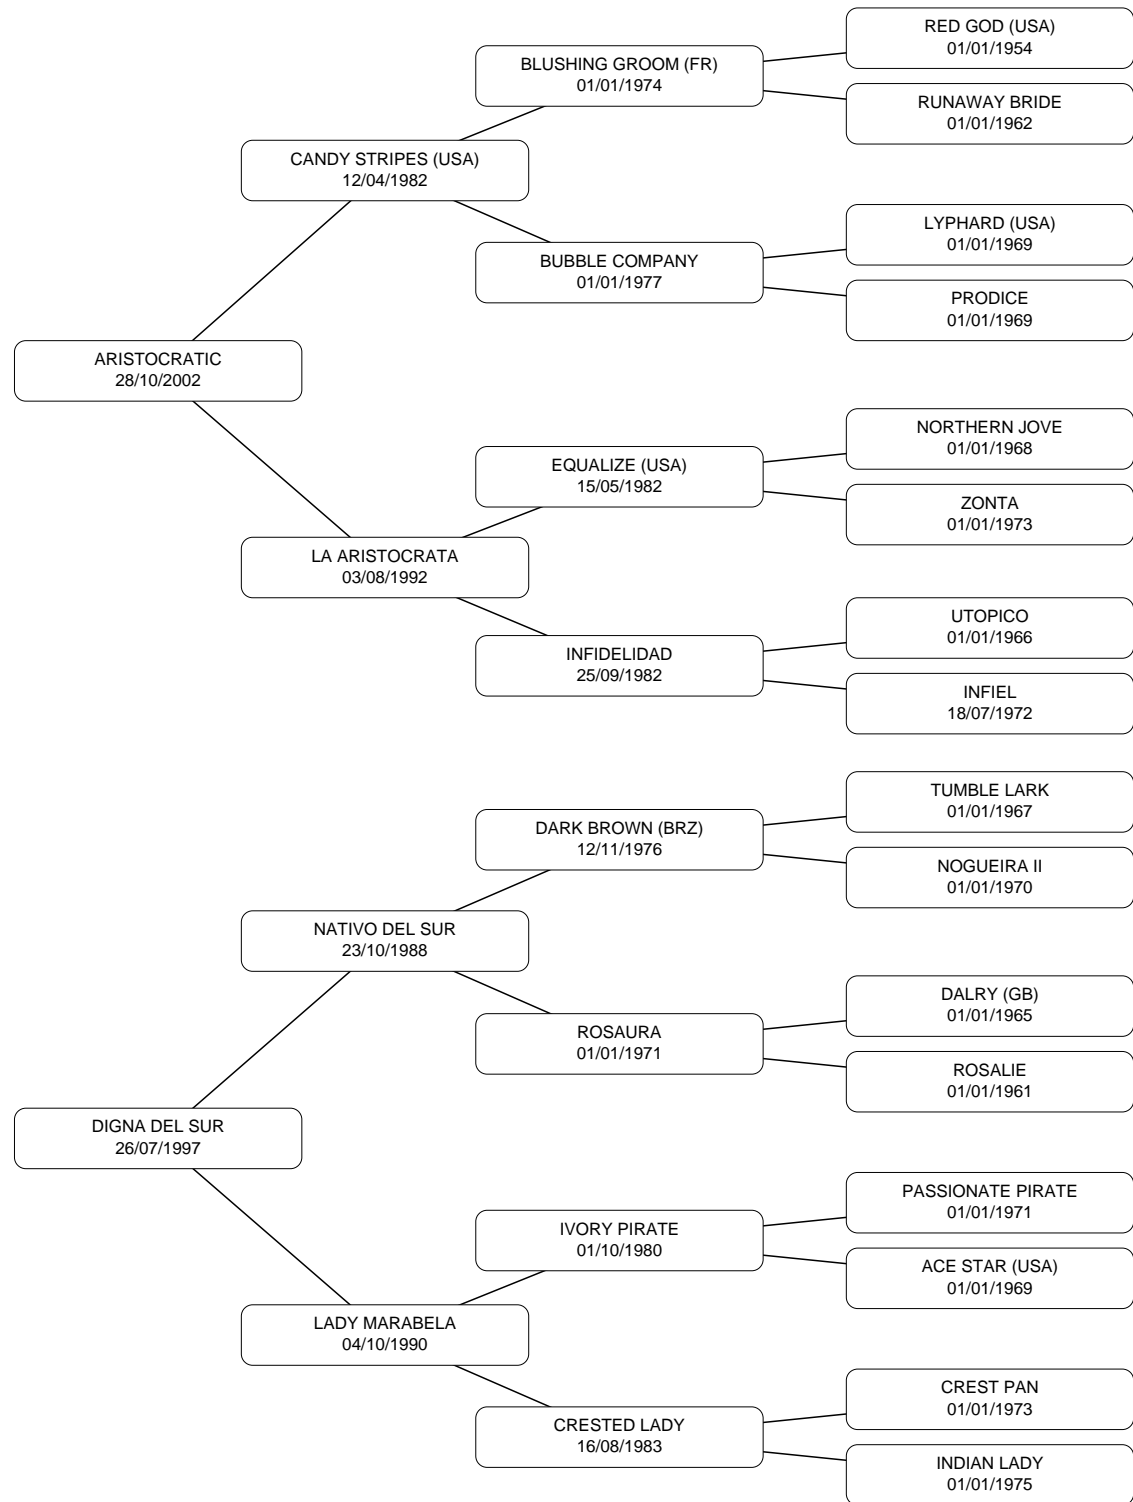 RED GOD (USA)
01/01/1954
BLUSHING GROOM (FR)
01/01/1974
RUNAWAY BRIDE
01/01/1962
CANDY STRIPES (USA)
12/04/1982
LYPHARD (USA)
01/01/1969
BUBBLE COMPANY
01/01/1977
PRODICE
01/01/1969
ARISTOCRATIC
28/10/2002
NORTHERN JOVE
01/01/1968
EQUALIZE (USA)
15/05/1982
ZONTA
01/01/1973
LA ARISTOCRATA
03/08/1992
UTOPICO
01/01/1966
INFIDELIDAD
25/09/1982
INFIEL
18/07/1972
TUMBLE LARK
01/01/1967
DARK BROWN (BRZ)
12/11/1976
NOGUEIRA II
01/01/1970
NATIVO DEL SUR
23/10/1988
DALRY (GB)
01/01/1965
ROSAURA
01/01/1971
ROSALIE
01/01/1961
DIGNA DEL SUR
26/07/1997
PASSIONATE PIRATE
01/01/1971
IVORY PIRATE
01/10/1980
ACE STAR (USA)
01/01/1969
LADY MARABELA
04/10/1990
CREST PAN
01/01/1973
CRESTED LADY
16/08/1983
INDIAN LADY
01/01/1975